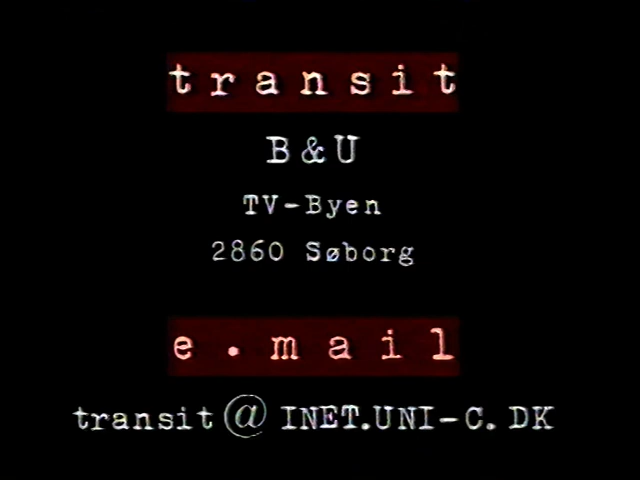 transit
B&U
TV-Byen
2860 Søborg
e.mail
transit@INET.UNI-C.DK